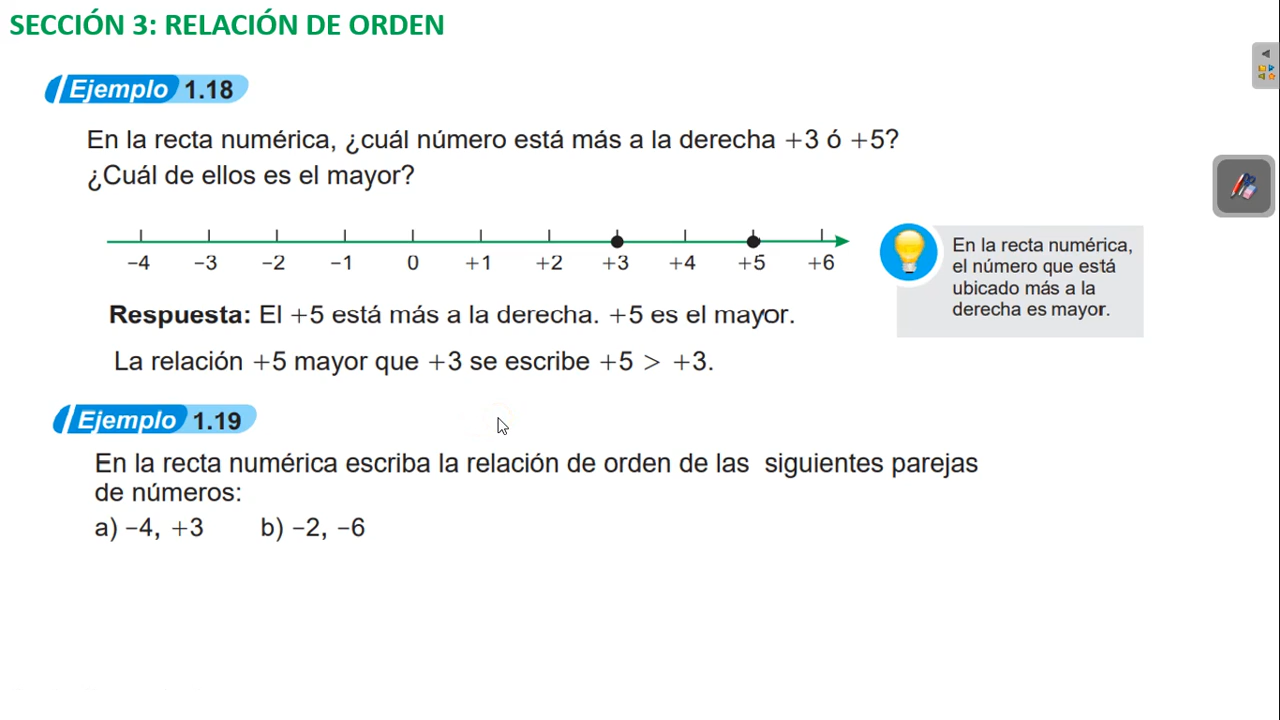 SECCIÓN 3: RELACIÓN DE ORDEN
Ejemplo 1.18
En la recta numérica, ¿cuál número está más a la derecha +3 ó +5?
¿Cuál de ellos es el mayor?
−4 −3 −2 −1 0 +1 +2 +3 +4 +5 +6
En la recta numérica,
el número que está
ubicado más a la
derecha es mayor.
Respuesta: El +5 está más a la derecha. +5 es el mayor.
La relación +5 mayor que +3 se escribe +5 > +3.
Ejemplo 1.19
En la recta numérica escriba la relación de orden de las siguientes parejas
de números:
a) −4, +3 b) −2, −6